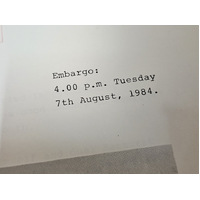 Embargo:
4.00 p.m. Tuesday
7th August, 1984.